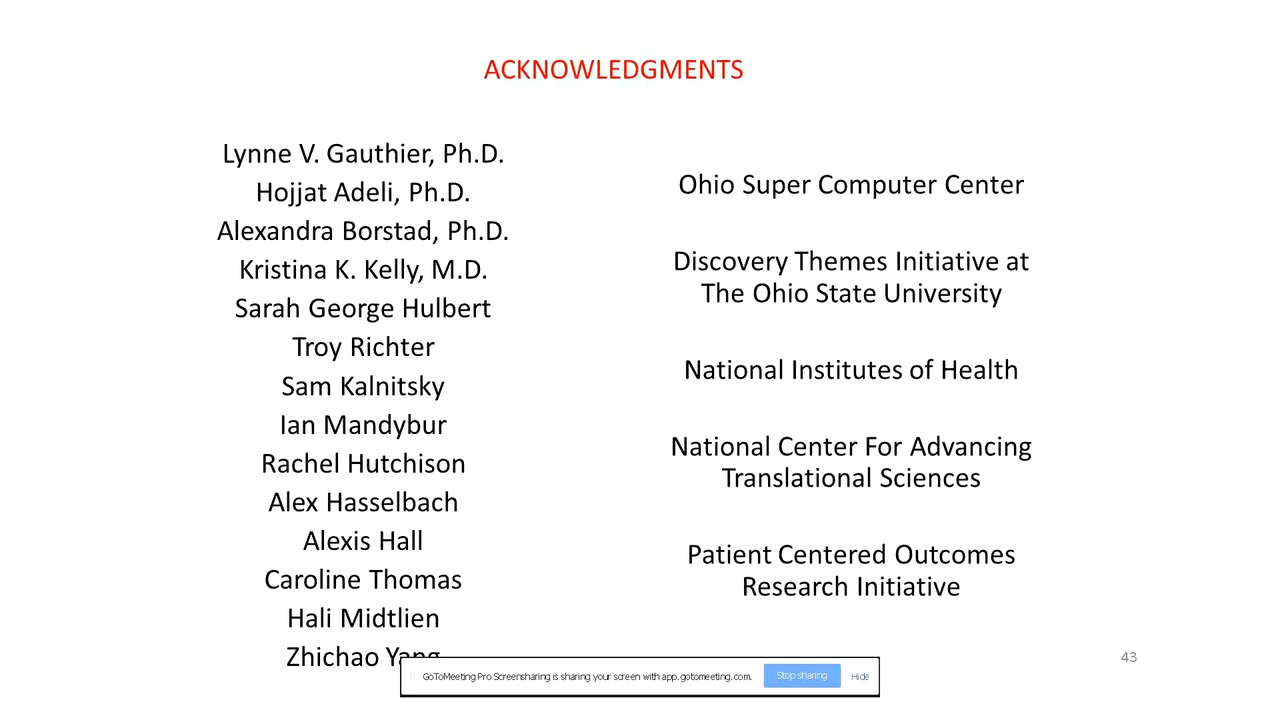 ACKNOWLEDGMENTS
Lynne V. Gauthier, Ph.D.
Hojjat Adeli, Ph.D.
Alexandra Borstad, Ph.D.
Kristina K. Kelly, M.D.
Sarah George Hulbert
Troy Richter
Sam Kalnitsky
Ian Mandybur
Rachel Hutchison
Alex Hasselbach
Alexis Hall
Caroline Thomas
Hali Midtlien
Zhichao Yang
Ohio Super Computer Center
Discovery Themes Initiative at
The Ohio State University
National Institutes of Health
National Center For Advancing
Translational Sciences
Patient Centered Outcomes
Research Initiative
43
GoToMeeting Pro Screensharing is sharing your screen with app.gotomeeting.com.
Stop sharing
Hide